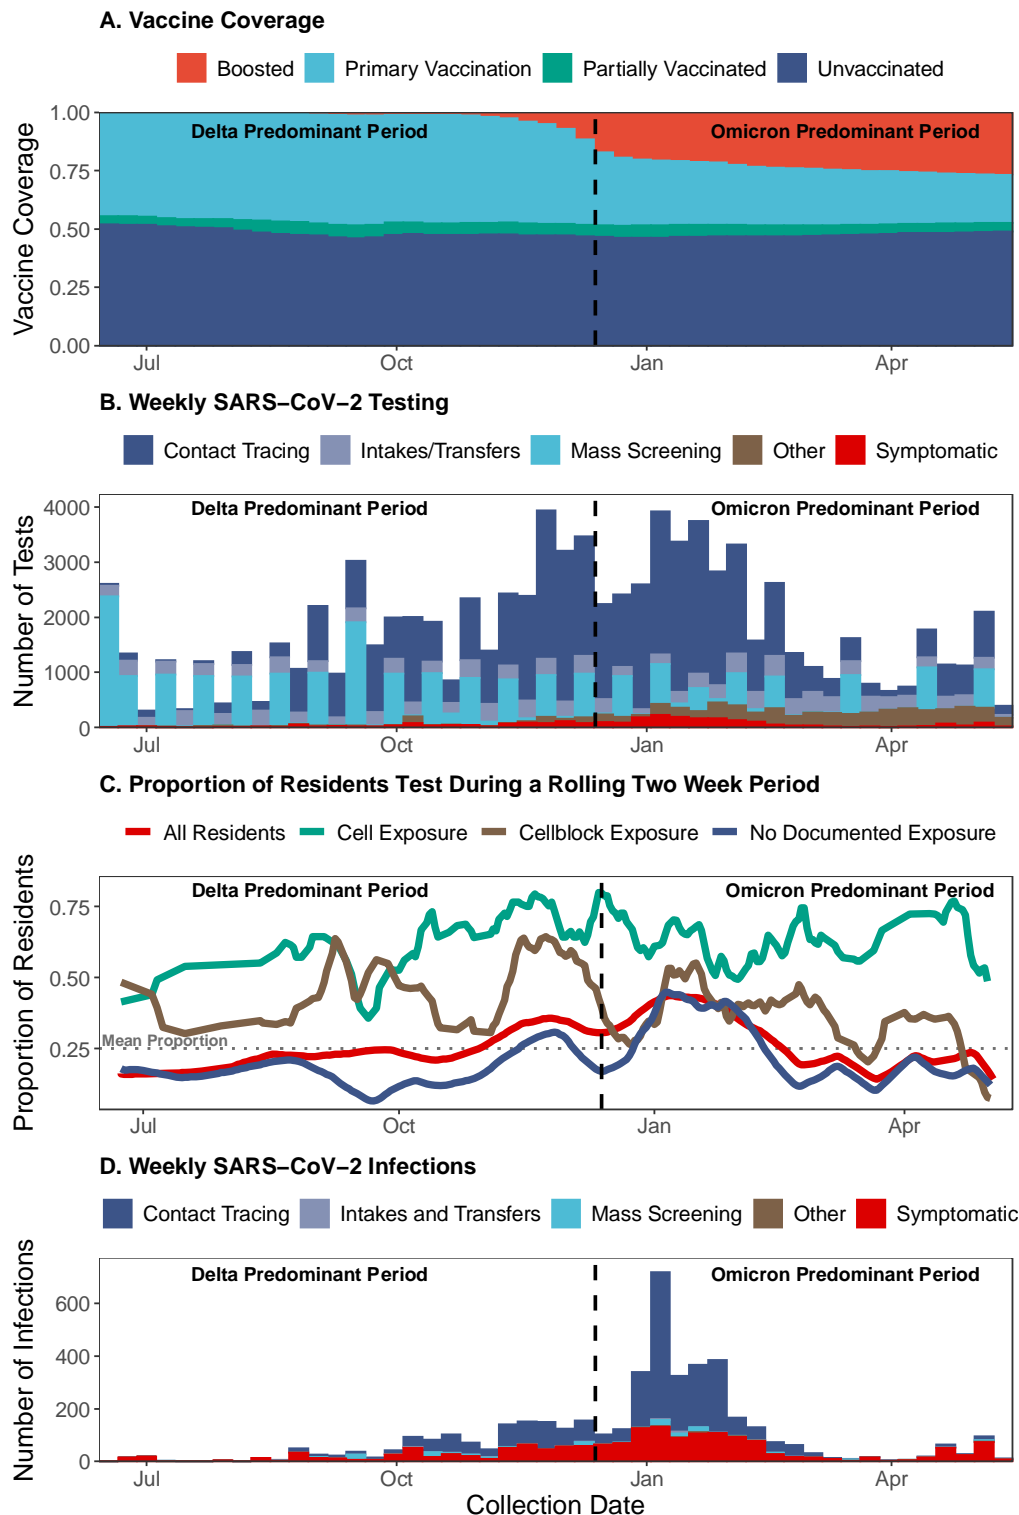 A. Vaccine Coverage
Boosted Primary Vaccination Partially Vaccinated Unvaccinated
Vaccine Coverage
1.00
0.75
0.50
0.25
0.00
Delta Predominant Period Omicron Predominant Period
Jul Oct Jan Apr
B. Weekly SARS−CoV−2 Testing
Contact Tracing Intakes/Transfers Mass Screening Other Symptomatic
Number of Tests
4000
3000
2000
1000
0
Delta Predominant Period Omicron Predominant Period
Jul Oct Jan Apr
C. Proportion of Residents Test During a Rolling Two Week Period
All Residents Cell Exposure Cellblock Exposure No Documented Exposure
Proportion of Residents
0.75
0.50
0.25
Delta Predominant Period Omicron Predominant Period
Mean Proportion
Jul Oct Jan Apr
D. Weekly SARS−CoV−2 Infections
Contact Tracing Intakes and Transfers Mass Screening Other Symptomatic
Number of Infections
600
400
200
0
Delta Predominant Period Omicron Predominant Period
Jul Oct Jan Apr
Collection Date